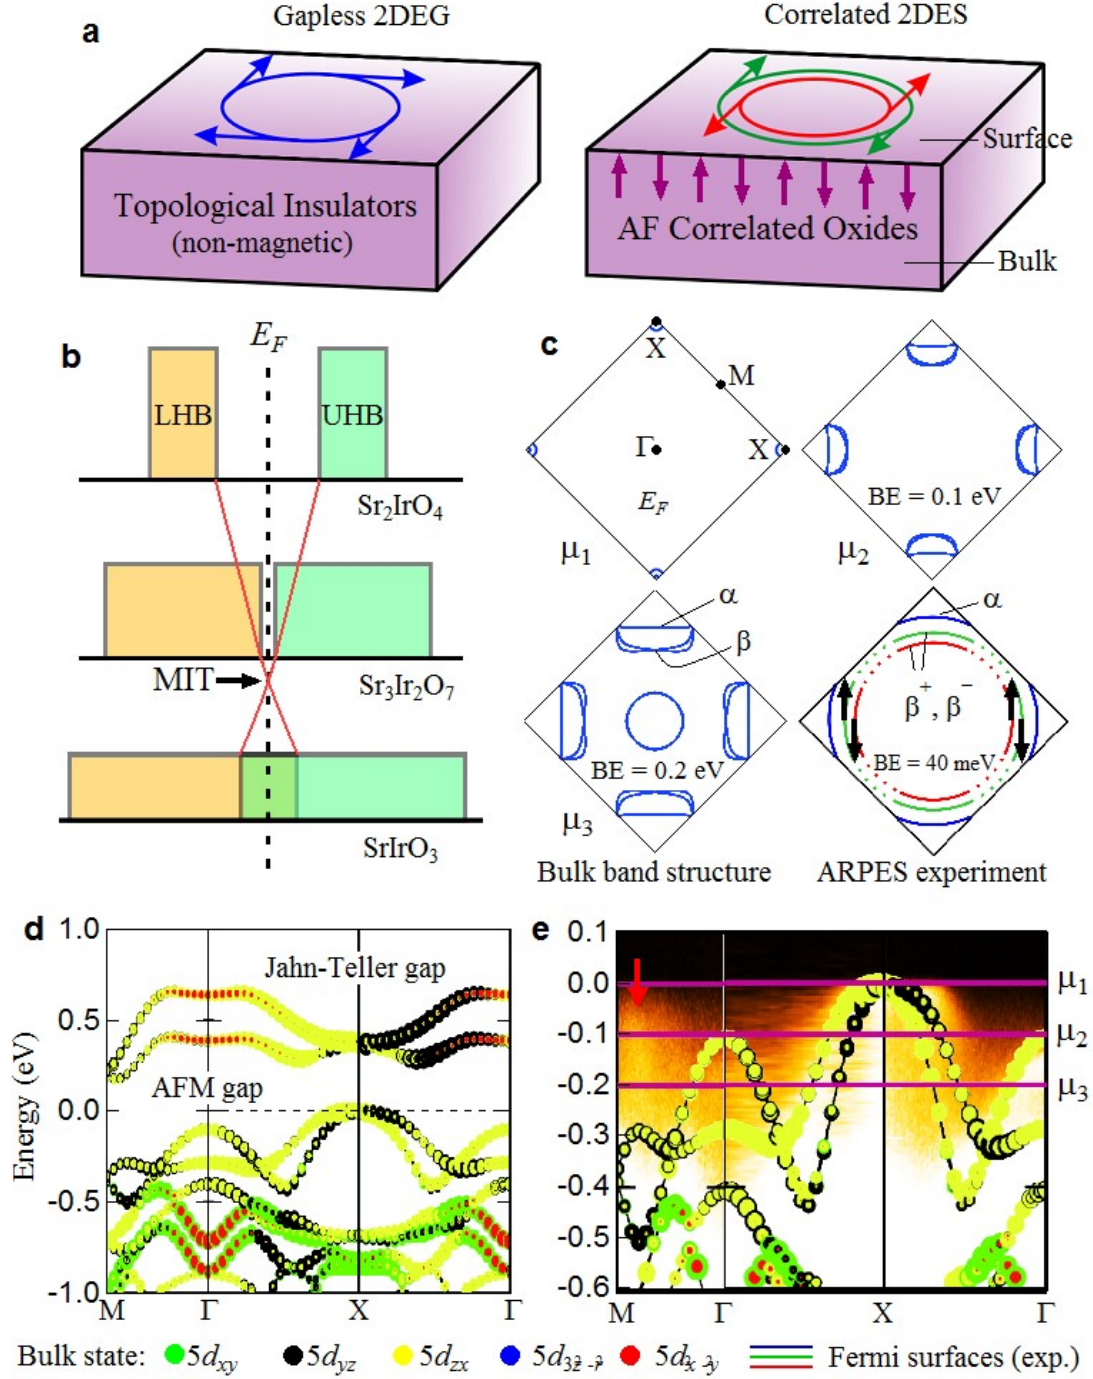 a
Gapless 2DEG
Correlated 2DES
Surface
Topological Insulators
(non-magnetic)
AF Correlated Oxides
Bulk
b
E_F
LHB
UHB
Sr₂IrO₄
MIT
Sr₃Ir₂O₇
SrIrO₃
c
X
M
Γ
X
E_F
μ₁
BE = 0.1 eV
μ₂
α
β
BE = 0.2 eV
μ₃
α
β⁺, β⁻
BE = 40 meV
Bulk band structure
ARPES experiment
d
Energy (eV)
1.0
0.5
0.0
-0.5
-1.0
Jahn-Teller gap
AFM gap
M
Γ
X
Γ
e
0.1
0.0
-0.1
-0.2
-0.3
-0.4
-0.5
-0.6
μ₁
μ₂
μ₃
M
Γ
X
Γ
Bulk state: 5d_xy 5d_yz 5d_zx Fermi surfaces (exp.)